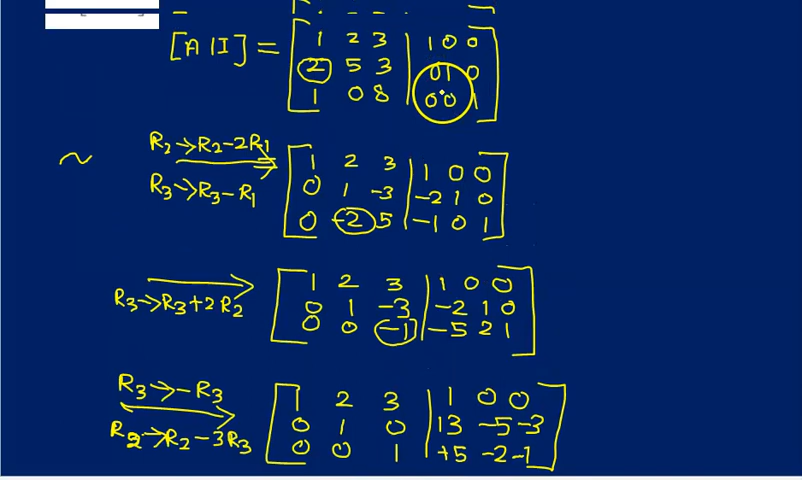 [A|I] = [1 2 3 | 1 0 0
2 5 3 | 0 1 0
1 0 8 | 0 0 1]
~ R₂→R₂-2R₁
R₃→R₃-R₁
[1 2 3 | 1 0 0
0 1 -3 | -2 1 0
0 -2 5 | -1 0 1]
R₃→R₃+2R₂
[1 2 3 | 1 0 0
0 1 -3 | -2 1 0
0 0 -1 | -5 2 1]
R₃→-R₃
R₂→R₂-3R₃
[1 2 3 | 1 0 0
0 1 0 | 13 -5 -3
0 0 1 | +5 -2 -1]